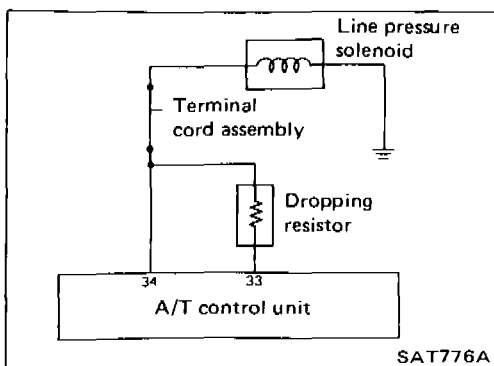 Line pressure
solenoid
Terminal
cord assembly
Dropping
resistor
34
33
A/T control unit
SAT776A